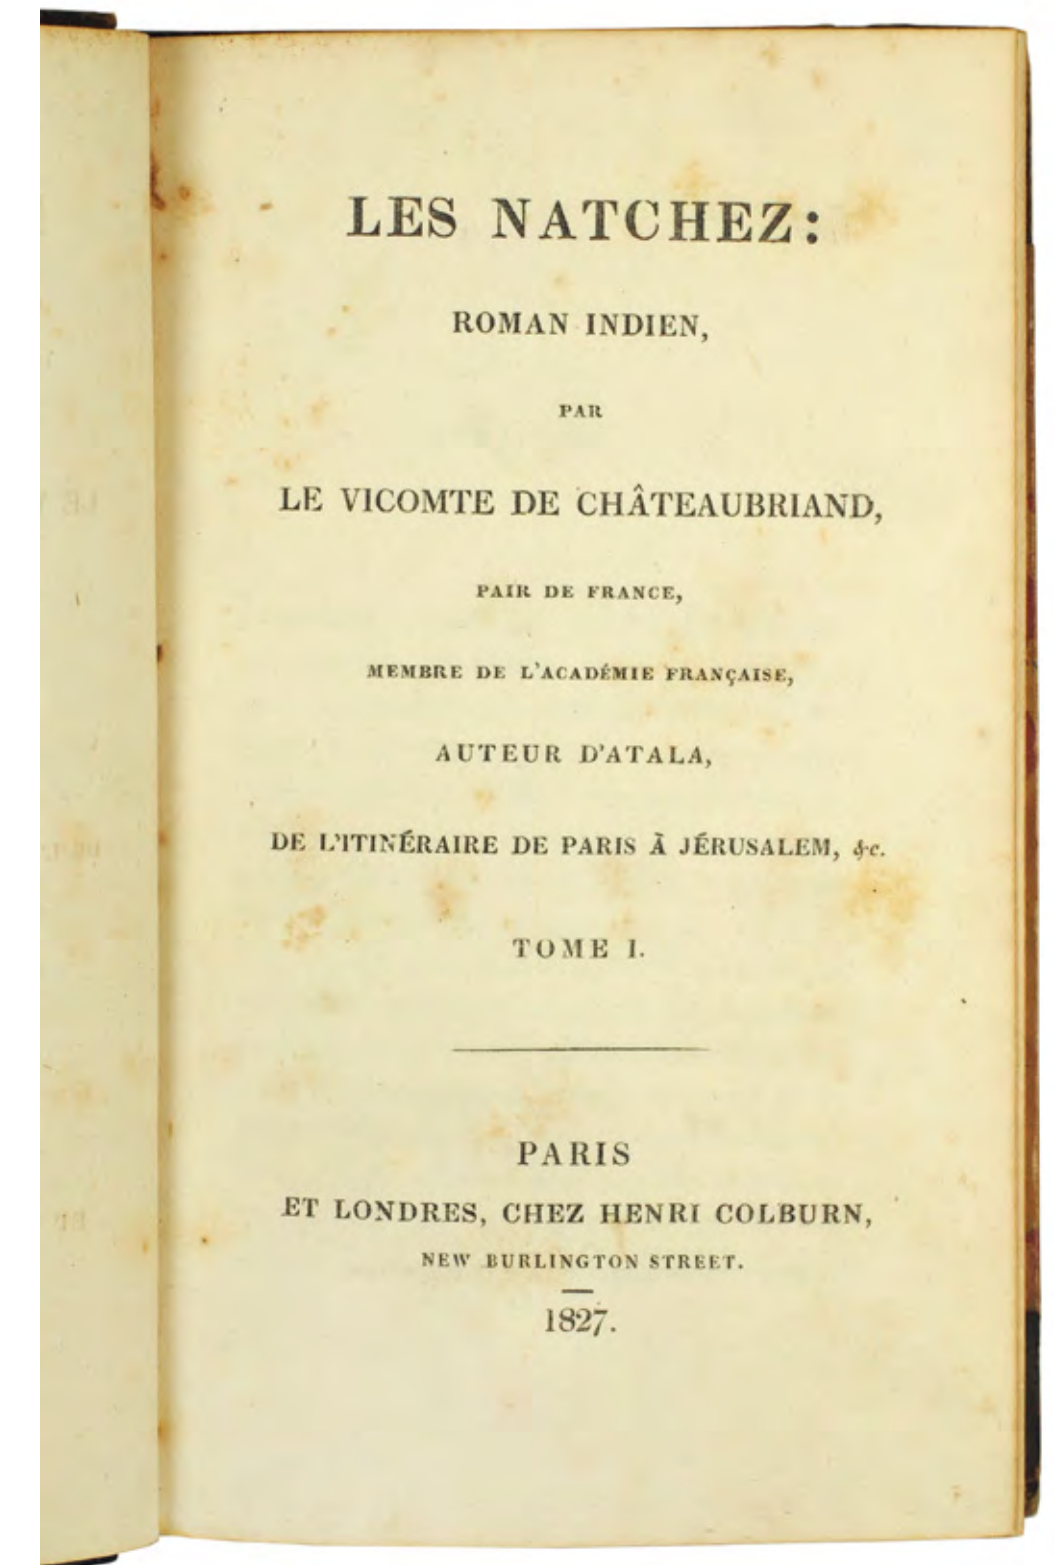 LES NATCHEZ:
ROMAN INDIEN,
PAR
LE VICOMTE DE CHÂTEAUBRIAND,
PAIR DE FRANCE,
MEMBRE DE L'ACADÉMIE FRANÇAISE,
AUTEUR D'ATALA,
DE L'ITINÉRAIRE DE PARIS À JÉRUSALEM, &c.
TOME I.
PARIS
ET LONDRES, CHEZ HENRI COLBURN,
NEW BURLINGTON STREET.
1827.